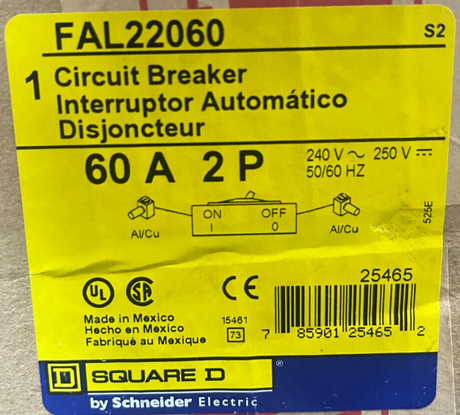 FAL22060
S2
1 Circuit Breaker
Interruptor Automático
Disjoncteur
60 A 2 P
240 V ~ 250 V ⎓
50/60 HZ
ON OFF
I 0
Al/Cu Al/Cu
525E
UL SA CE
25465
Made in Mexico
Hecho en Mexico
Fabriqué au Mexique
15461
73
7 85901 25465 2
SQUARE D
by Schneider Electric